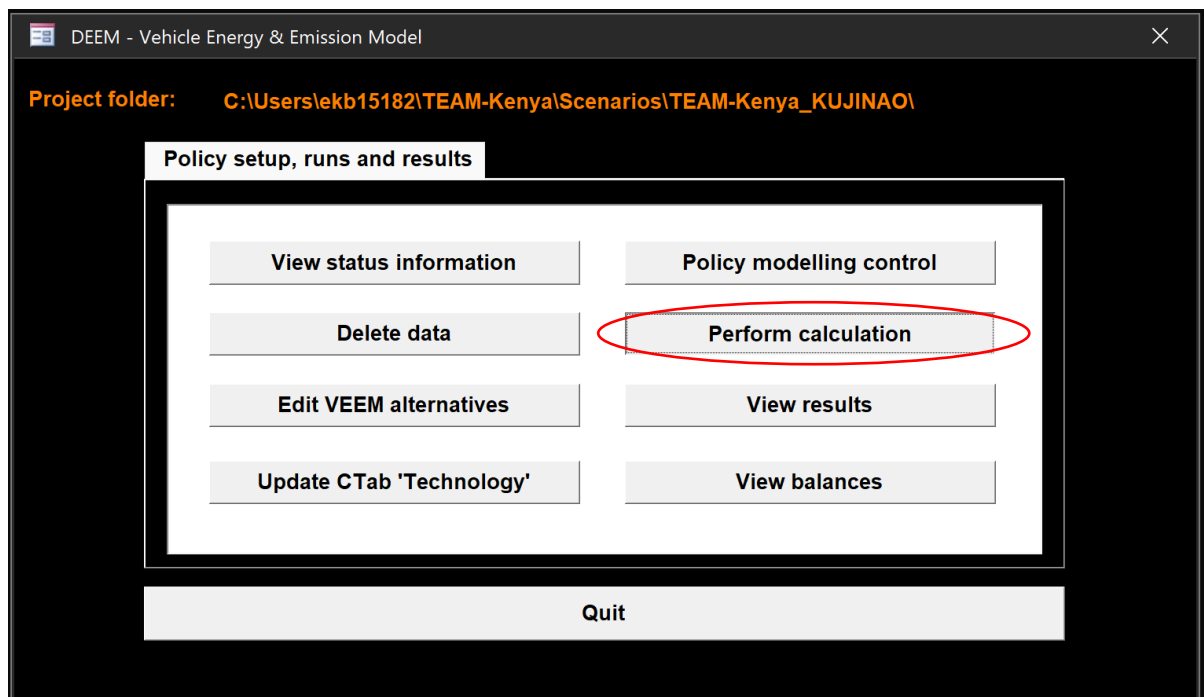 DEEM - Vehicle Energy & Emission Model
Project folder: C:\Users\ekb15182\TEAM-Kenya\Scenarios\TEAM-Kenya_KUJINAO\
Policy setup, runs and results
View status information
Policy modelling control
Delete data
Perform calculation
Edit VEEM alternatives
View results
Update CTab 'Technology'
View balances
Quit